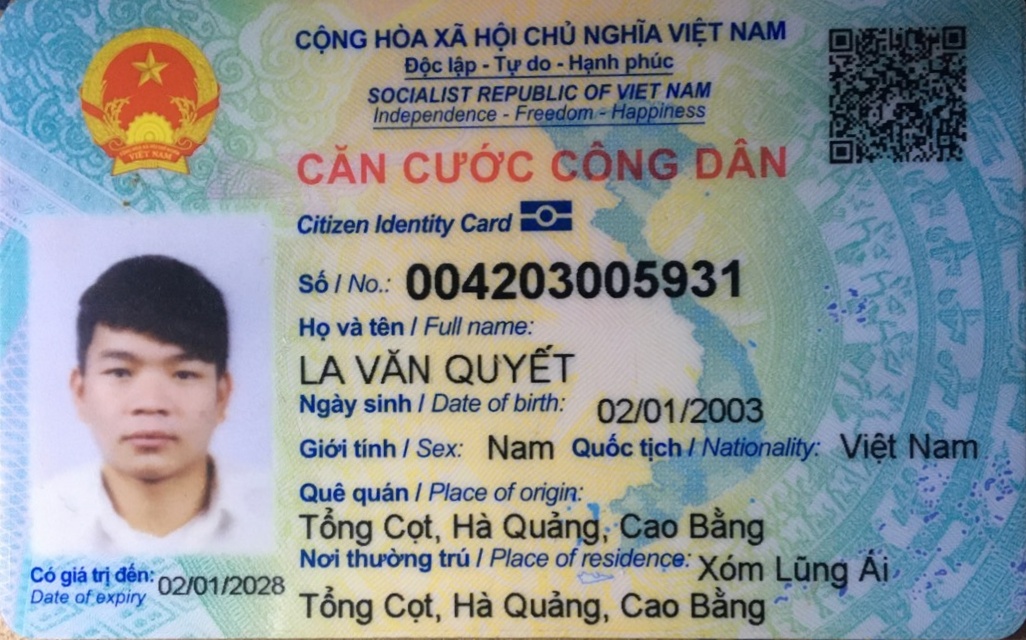 CỘNG HÒA XÃ HỘI CHỦ NGHĨA VIỆT NAM
Độc lập - Tự do - Hạnh phúc
SOCIALIST REPUBLIC OF VIET NAM
Independence - Freedom - Happiness
CĂN CƯỚC CÔNG DÂN
Citizen Identity Card
Số / No.: 004203005931
Họ và tên / Full name:
LA VĂN QUYẾT
Ngày sinh / Date of birth: 02/01/2003
Giới tính / Sex: Nam Quốc tịch / Nationality: Việt Nam
Quê quán / Place of origin:
Tổng Cọt, Hà Quảng, Cao Bằng
Nơi thường trú / Place of residence: Xóm Lũng Ái
Tổng Cọt, Hà Quảng, Cao Bằng
Có giá trị đến: 02/01/2028
Date of expiry
VIỆT NAM